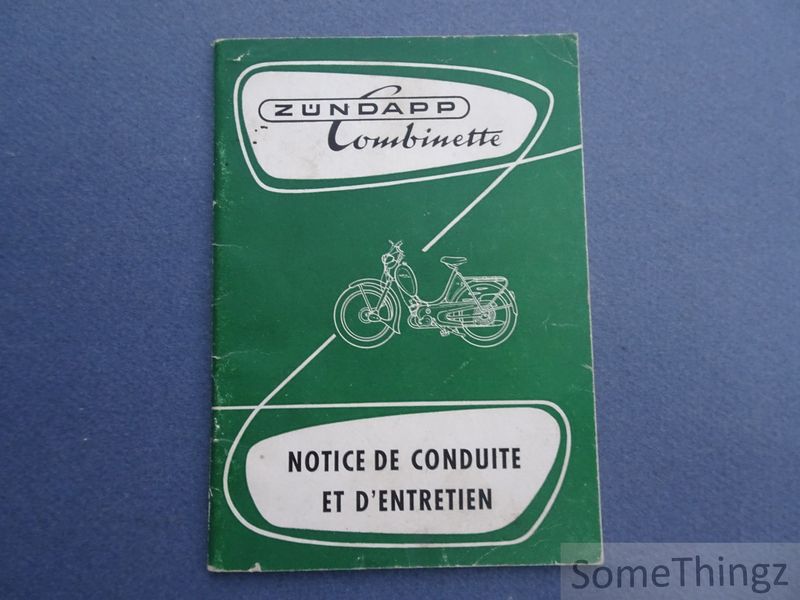 ZÜNDAPP
Combinette
NOTICE DE CONDUITE
ET D'ENTRETIEN
SomeThingz